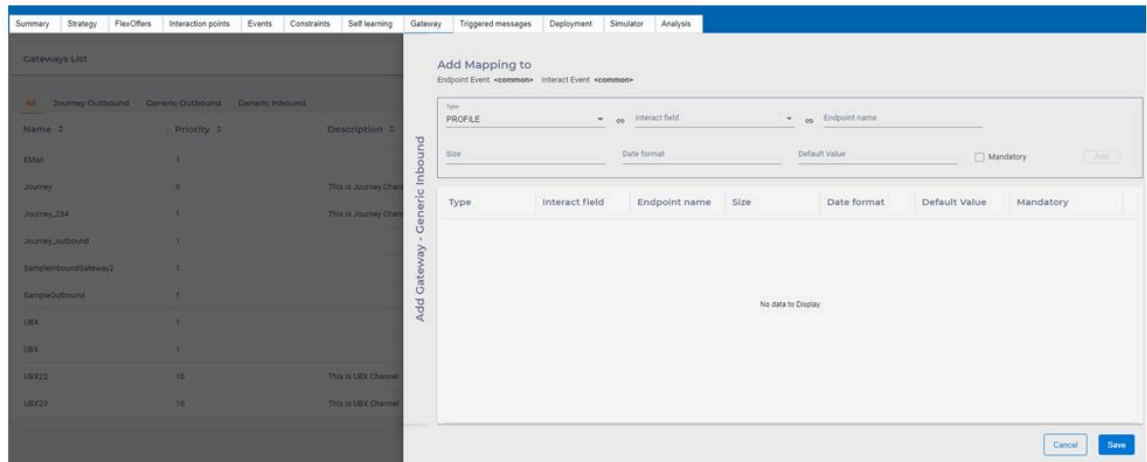 Summary Strategy FlexOffers Interaction points Events Constraints Self learning Gateway Triggered messages Deployment Simulator Analysis
Gateways List
All Journey Outbound Generic Outbound Generic Inbound
Name Priority Description
EMail 1
Journey 6 This is Journey Chan
Journey_234 1 This is Journey Chan
Journey_outbound 1
SampleInboundGateway2 1
SampleOutbound 1
UBX 1
UBX 1
UBX22 10 This is UBX Channel
UBX23 10 This is UBX Channel
Add Gateway - Generic Inbound
Add Mapping to
Endpoint Event <common> Interact Event <common>
Type
PROFILE Interact field Endpoint name
Size Date format Default Value Mandatory Add
Type Interact field Endpoint name Size Date format Default Value Mandatory
No data to Display
Cancel Save